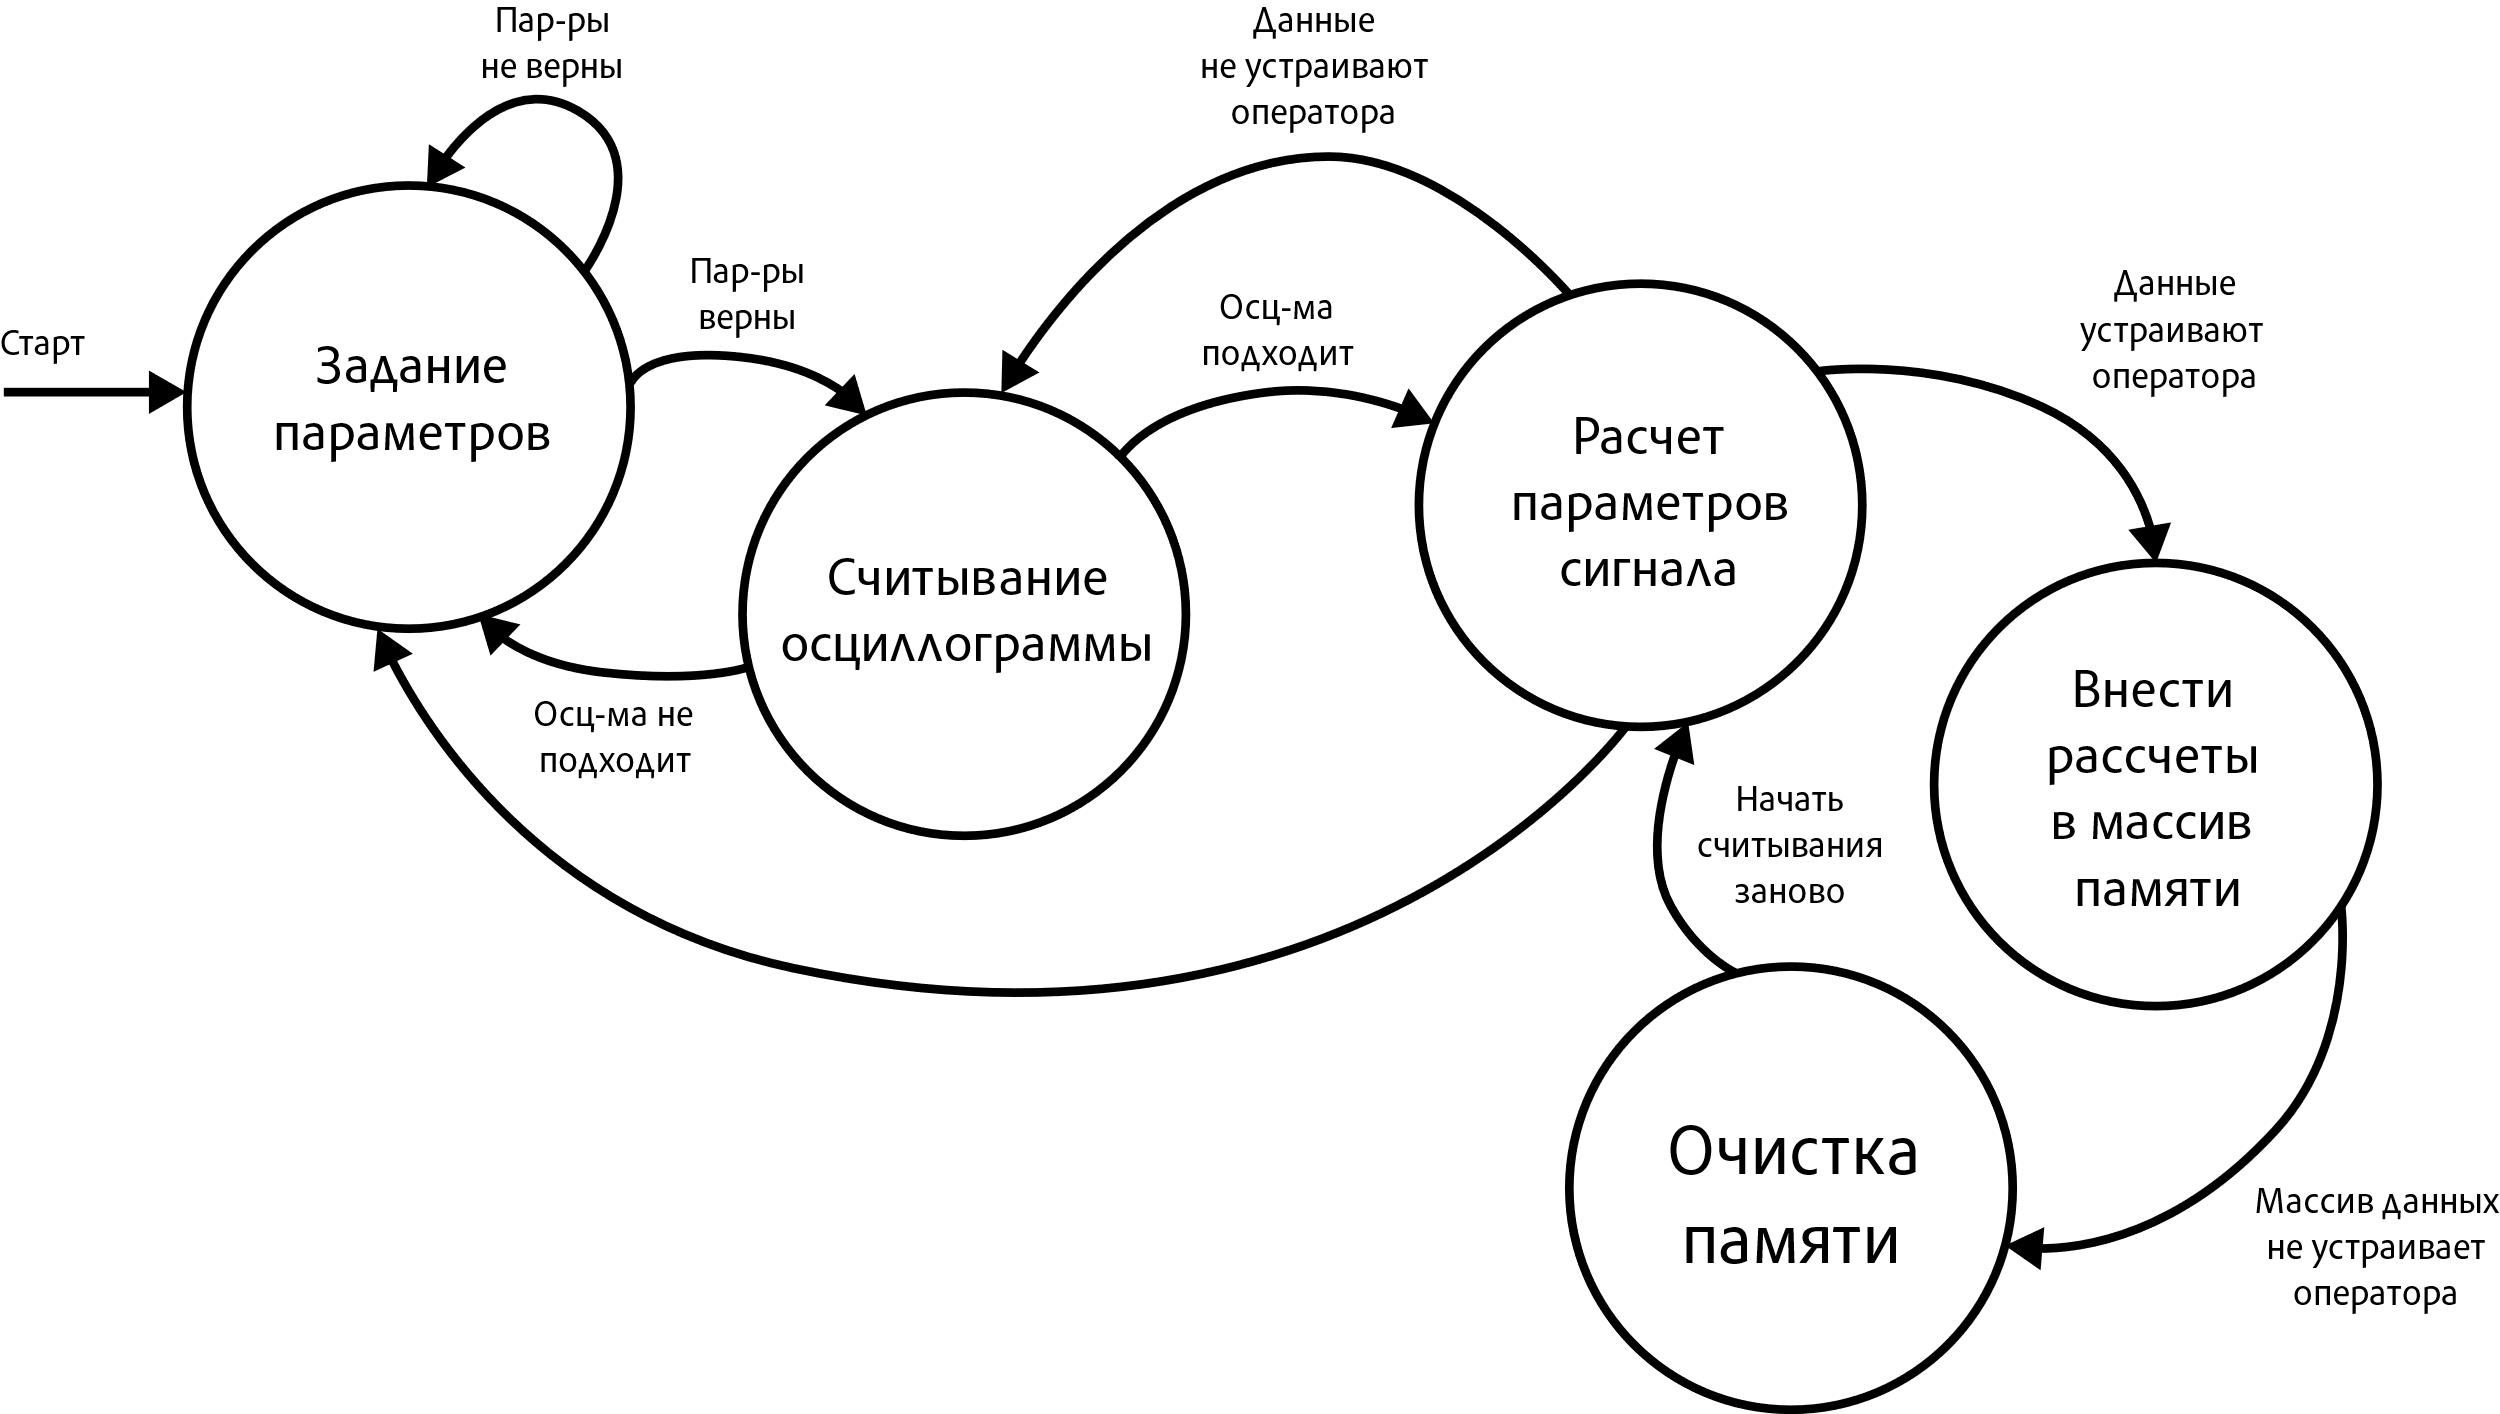 Пар-ры
не верны
Данные
не устраивают
оператора
Пар-ры
верны
Осц-ма
подходит
Данные
устраивают
оператора
Старт
Задание
параметров
Расчет
параметров
сигнала
Считывание
осциллограммы
Осц-ма не
подходит
Внести
рассчеты
в массив
памяти
Начать
считывания
заново
Очистка
памяти
Массив данных
не устраивает
оператора